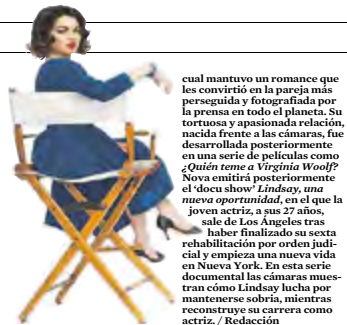 cual mantuvo un romance que
les convirtió en la pareja más
perseguida y fotografiada por
la prensa en todo el planeta. Su
tortuosa y apasionada relación,
nacida frente a las cámaras, fue
desarrollada posteriormente
en una serie de películas como
¿Quién teme a Virginia Woolf?
Nova emitirá posteriormente
el ‘docu show’ Lindsay, una
nueva oportunidad, en el que la
joven actriz, a sus 27 años,
sale de Los Ángeles tras
haber finalizado su sexta
rehabilitación por orden judi-
cial y empieza una nueva vida
en Nueva York. En esta serie
documental las cámaras mues-
tran cómo Lindsay lucha por
mantenerse sobria, mientras
reconstruye su carrera como
actriz. / Redacción